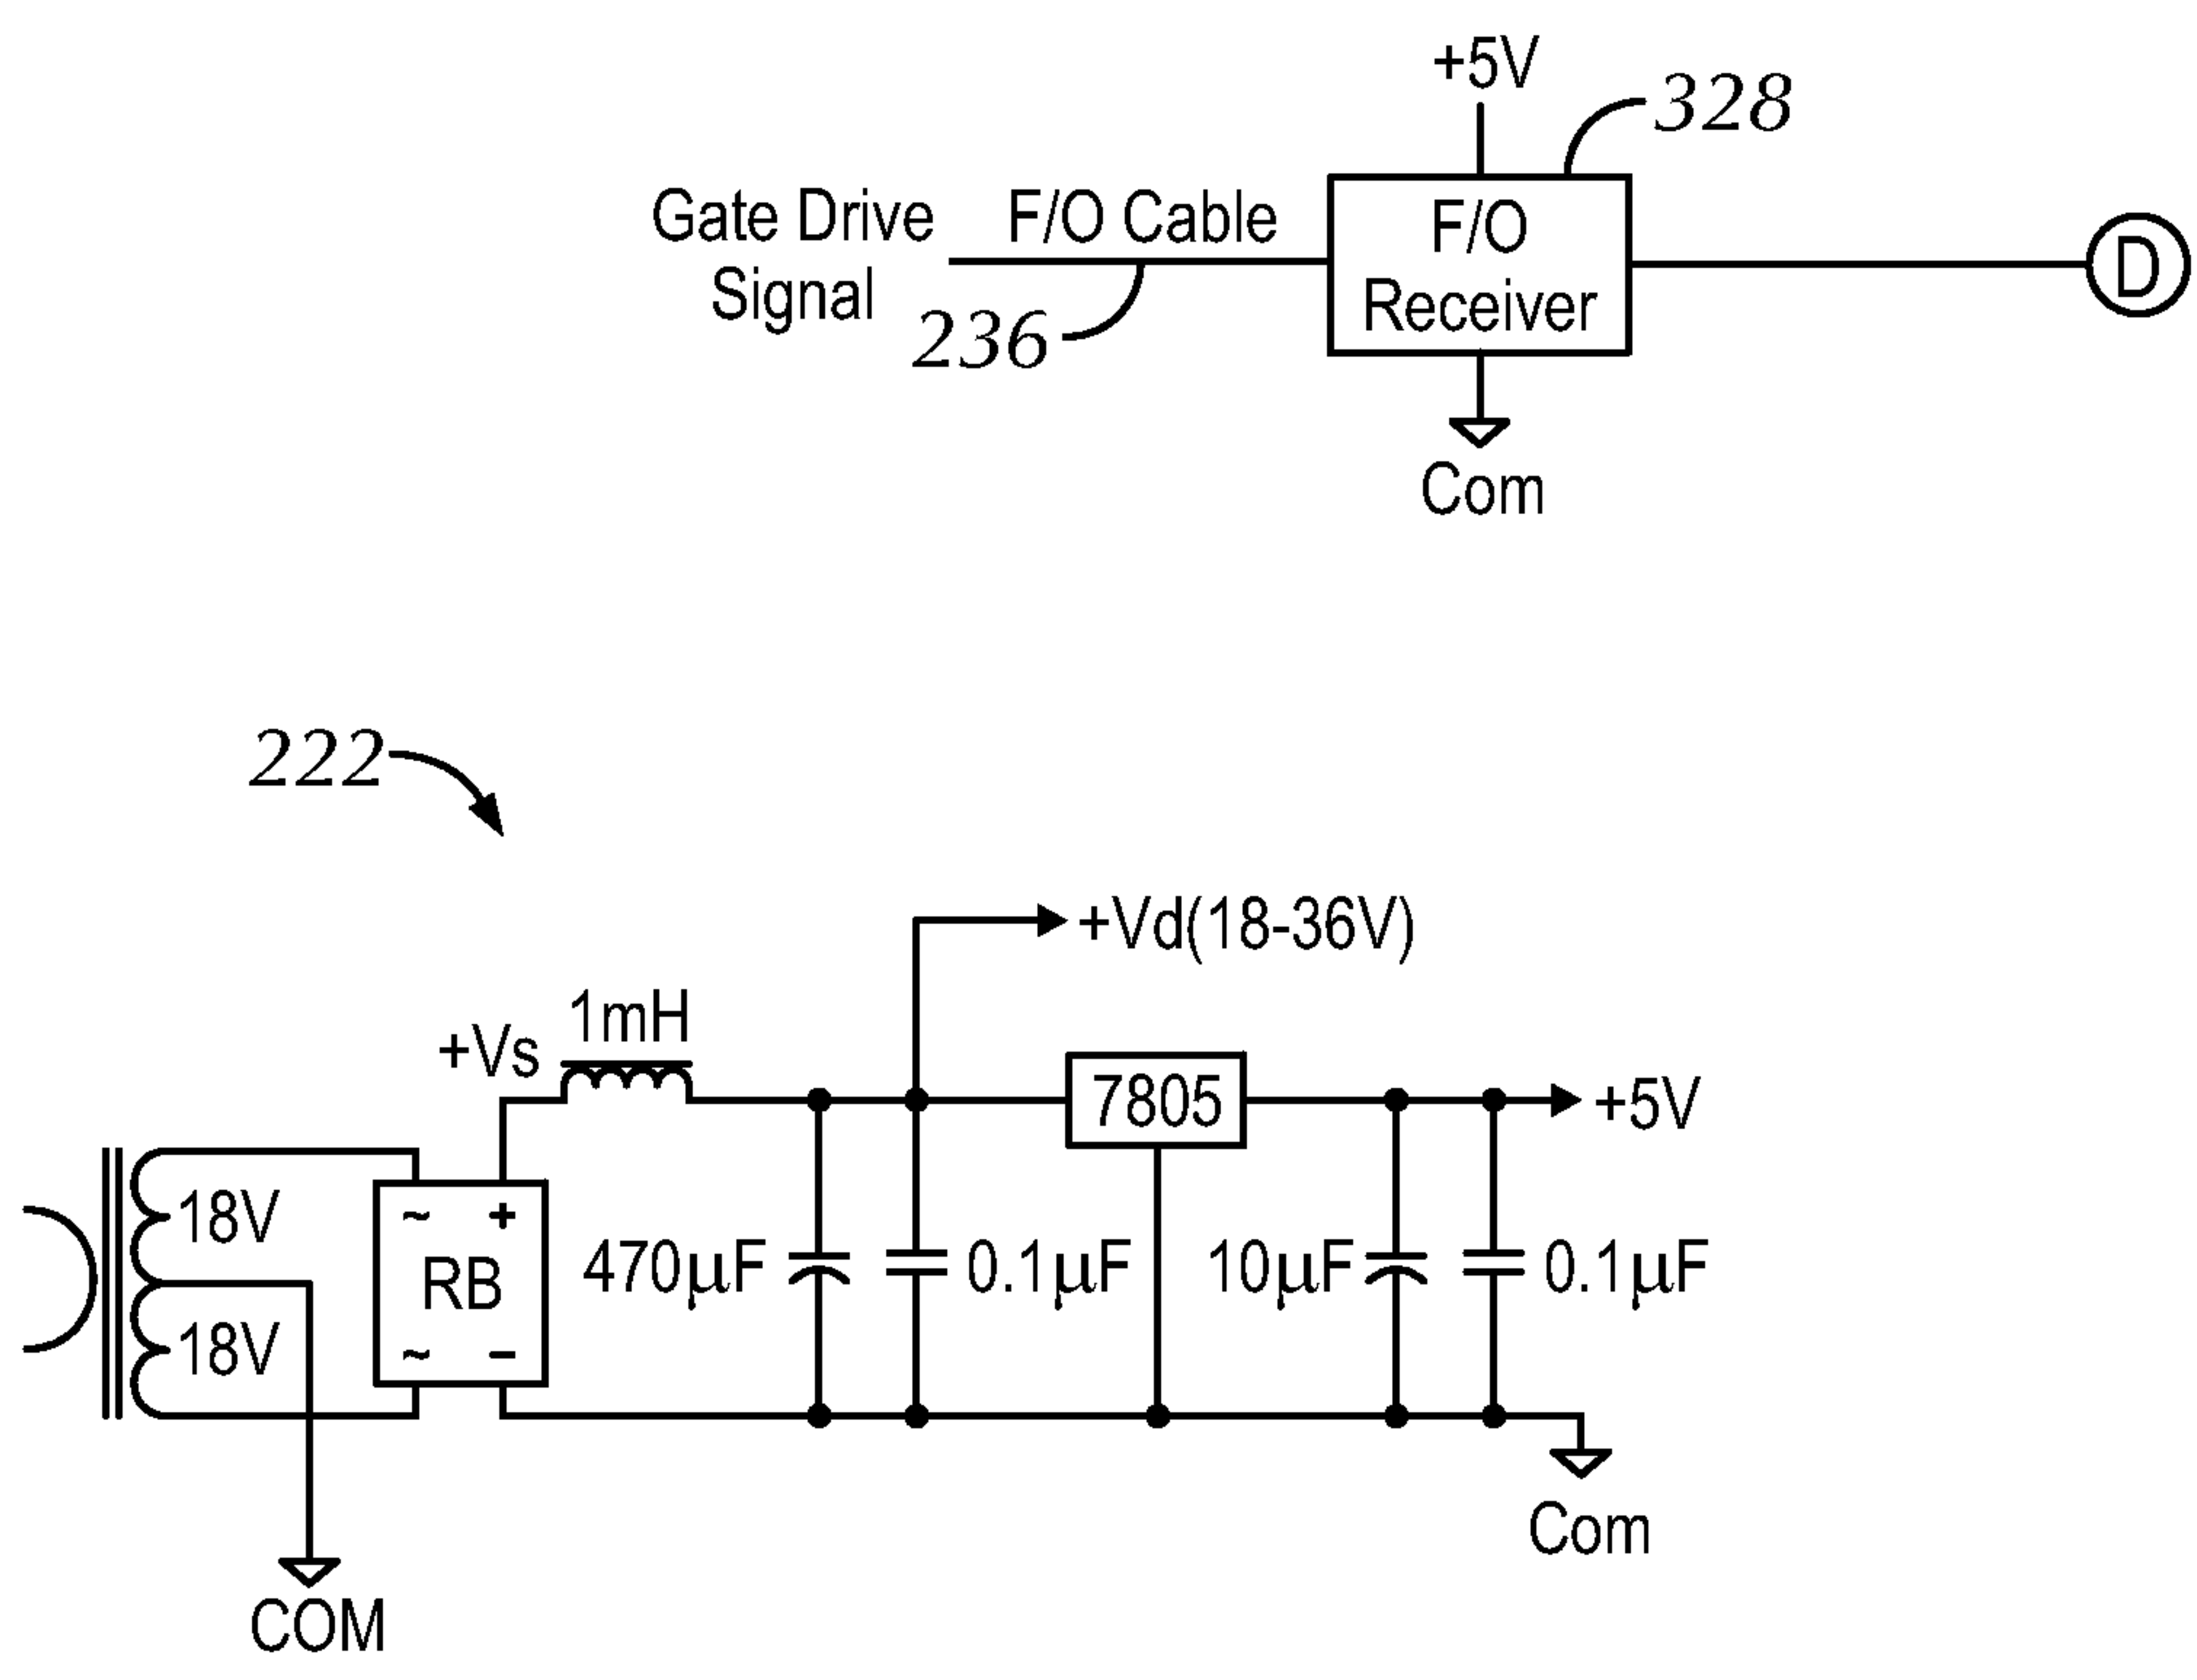 +5V
328
Gate Drive
Signal
F/O Cable
236
F/O
Receiver
D
Com
222
+Vd(18-36V)
+Vs
1mH
7805
+5V
18V
18V
~ +
RB
~ -
470µF
0.1µF
10µF
0.1µF
Com
COM